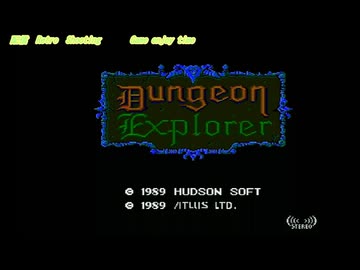 Retro Shooting Game enjoy time
Dungeon
Explorer
© 1989 HUDSON SOFT
© 1989 ATLUS LTD.
STEREO